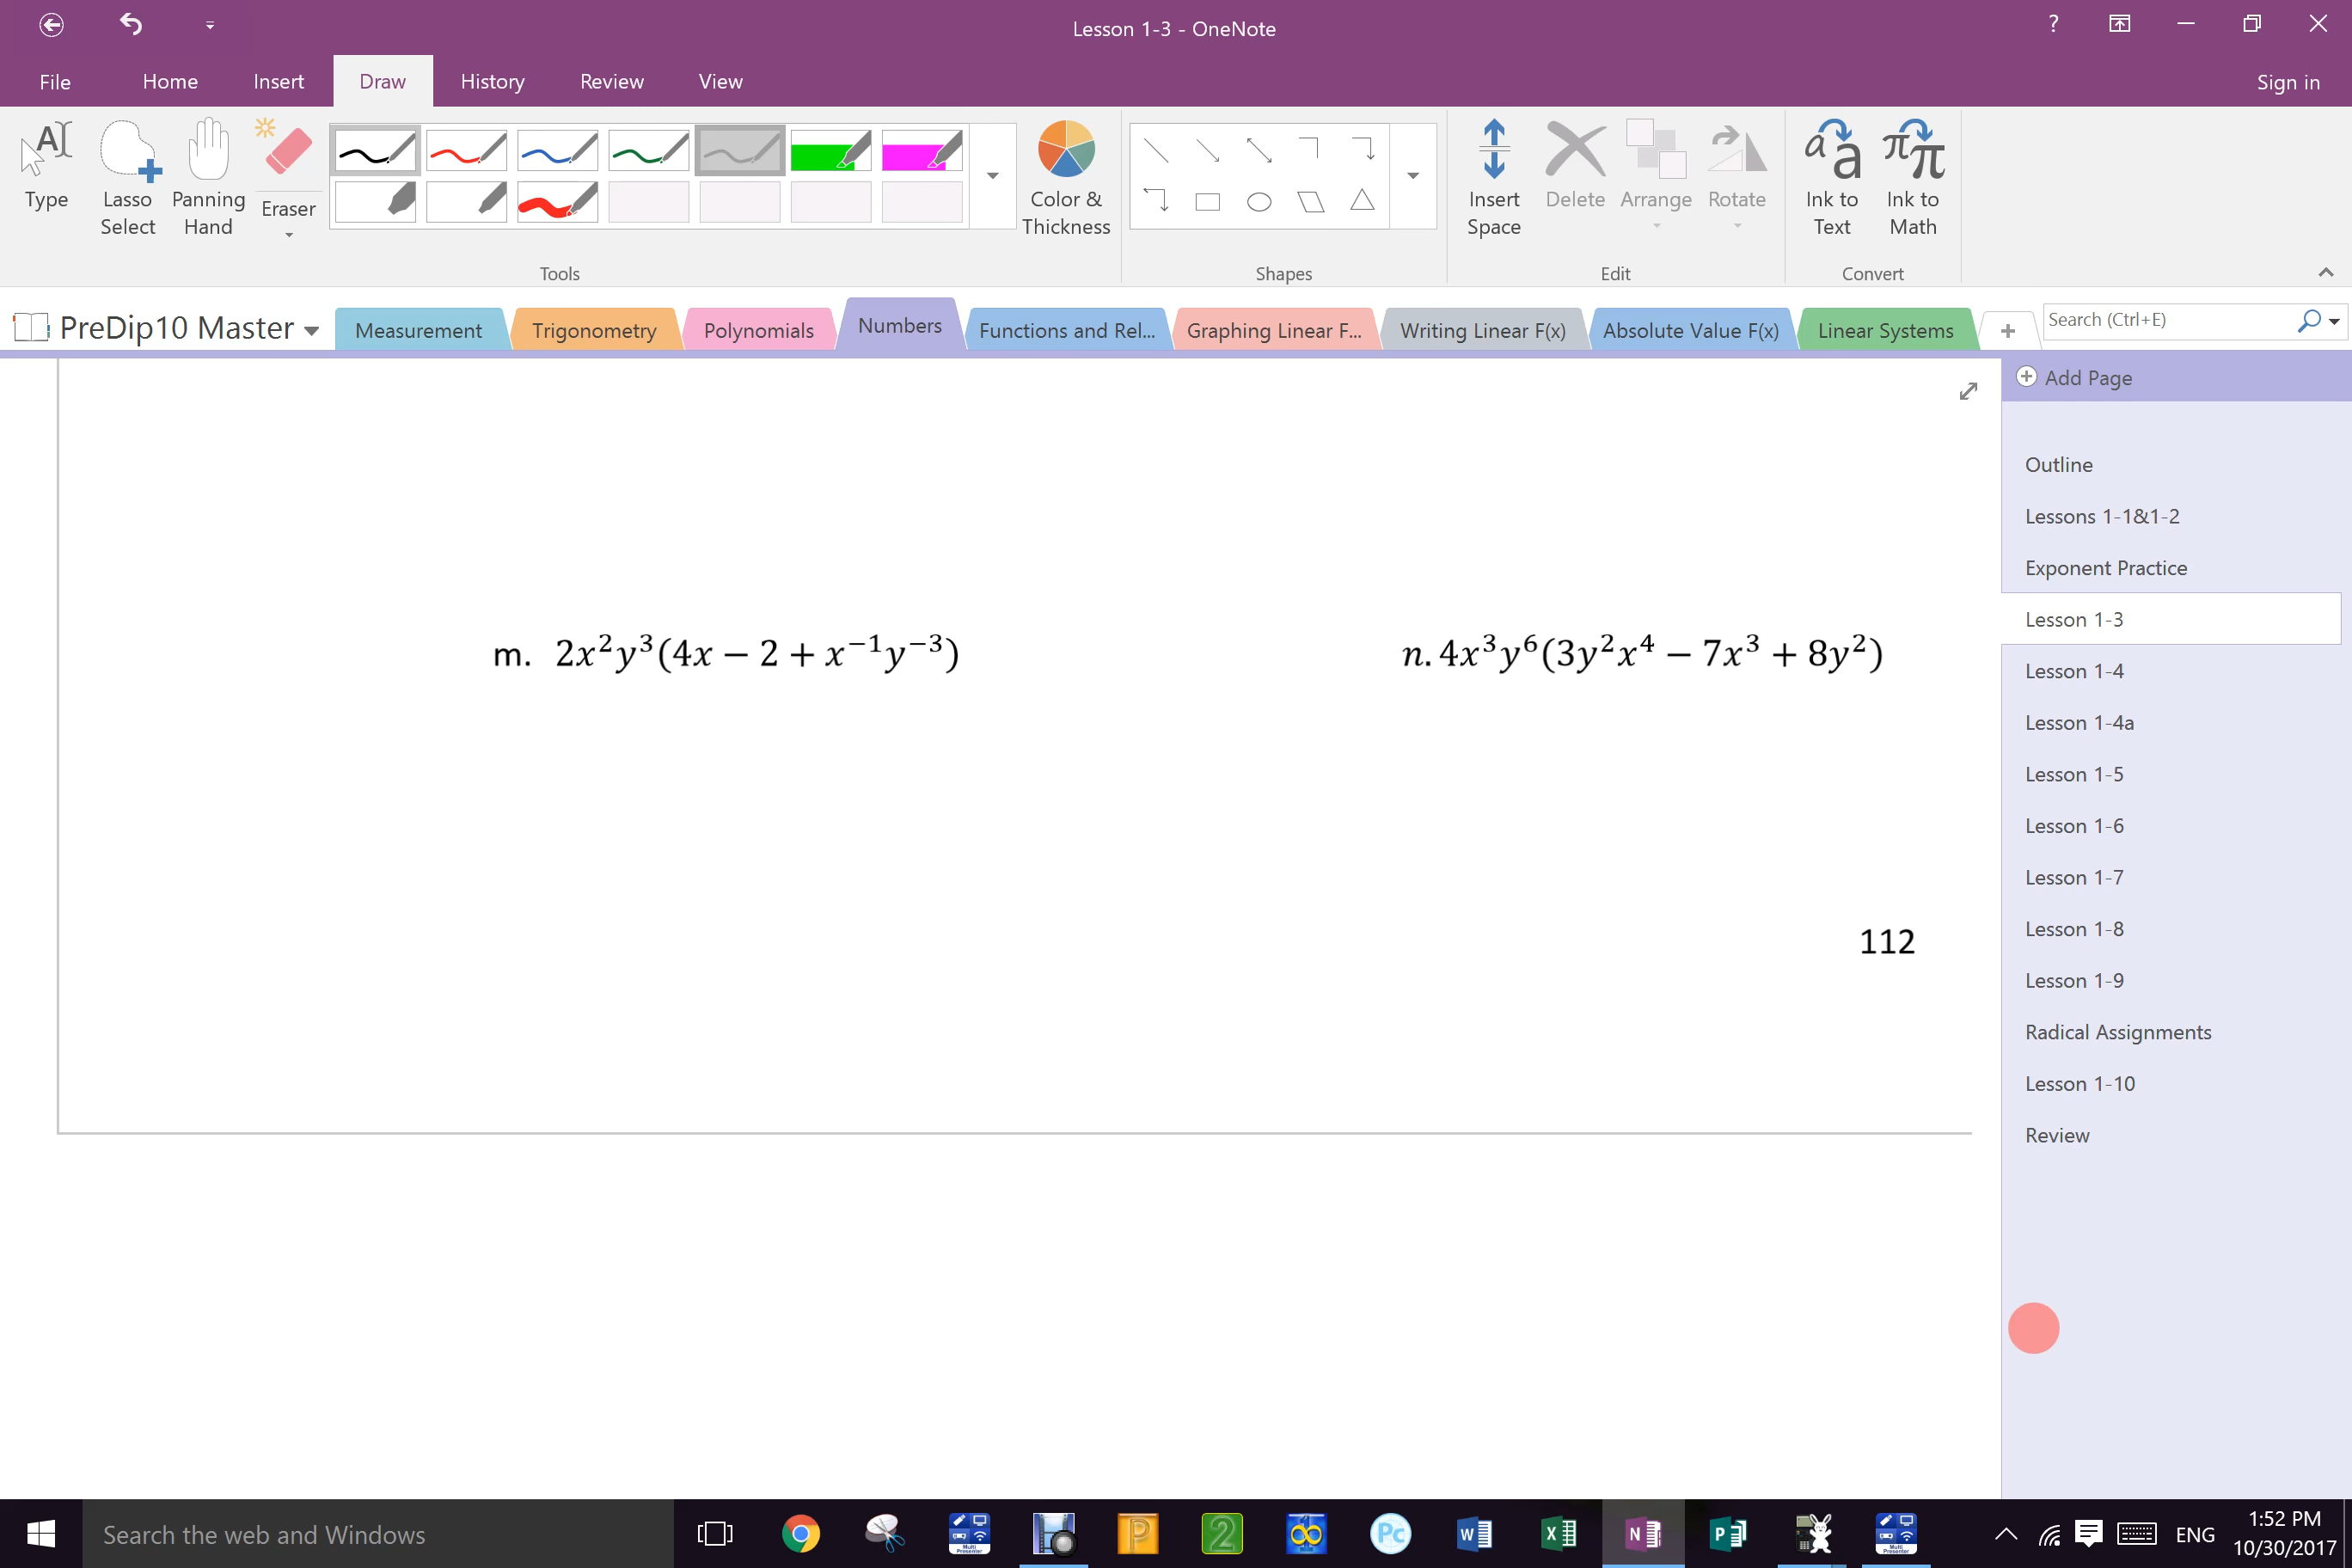 Lesson 1-3 - OneNote
?
File Home Insert Draw History Review View Sign in
Type
Lasso Select
Panning Hand
Eraser
Color & Thickness
Insert Space
Delete
Arrange
Rotate
Ink to Text
Ink to Math
Tools Shapes Edit Convert
PreDip10 Master Measurement Trigonometry Polynomials Numbers Functions and Rel... Graphing Linear F... Writing Linear F(x) Absolute Value F(x) Linear Systems + Search (Ctrl+E)
Add Page
Outline
Lessons 1-1&1-2
Exponent Practice
Lesson 1-3
Lesson 1-4
Lesson 1-4a
Lesson 1-5
Lesson 1-6
Lesson 1-7
Lesson 1-8
Lesson 1-9
Radical Assignments
Lesson 1-10
Review
m. 2x²y³(4x − 2 + x⁻¹y⁻³)
n. 4x³y⁶(3y²x⁴ − 7x³ + 8y²)
112
Search the web and Windows
ENG
1:52 PM
10/30/2017